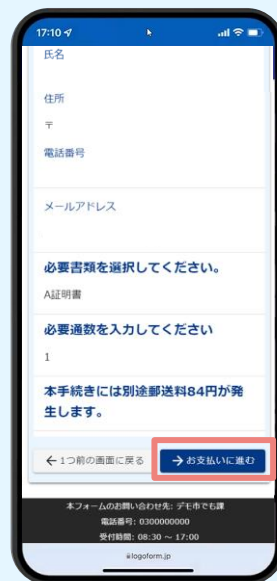 17:10
氏名
住所
〒
電話番号
メールアドレス
必要書類を選択してください。
A証明書
必要通数を入力してください
1
本手続きには別途郵送料84円が発
生します。
←1つ前の画面に戻る
→お支払いに進む
本フォームのお問い合わせ先: デモ市でも課
電話番号: 0300000000
受付時間: 08:30 ～ 17:00
logoform.jp